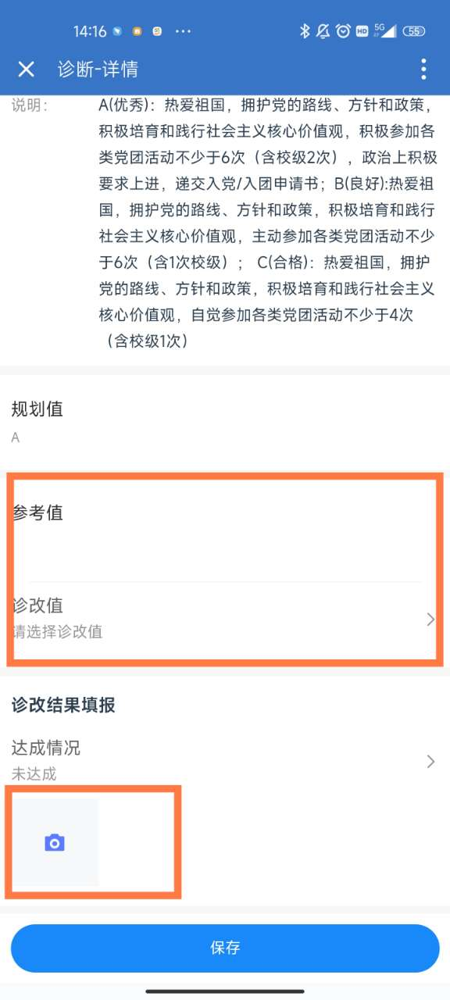 14:16
HD 5G 55
诊断-详情
说明: A(优秀)：热爱祖国，拥护党的路线、方针和政策，
积极培育和践行社会主义核心价值观，积极参加各
类党团活动不少于6次（含校级2次），政治上积极
要求上进，递交入党/入团申请书；B(良好):热爱祖
国，拥护党的路线、方针和政策，积极培育和践行
社会主义核心价值观，主动参加各类党团活动不少
于6次（含1次校级）； C(合格)：热爱祖国，拥护
党的路线、方针和政策，积极培育和践行社会主义
核心价值观，自觉参加各类党团活动不少于4次
（含校级1次）
规划值
A
参考值
诊改值
请选择诊改值
诊改结果填报
达成情况
未达成
保存